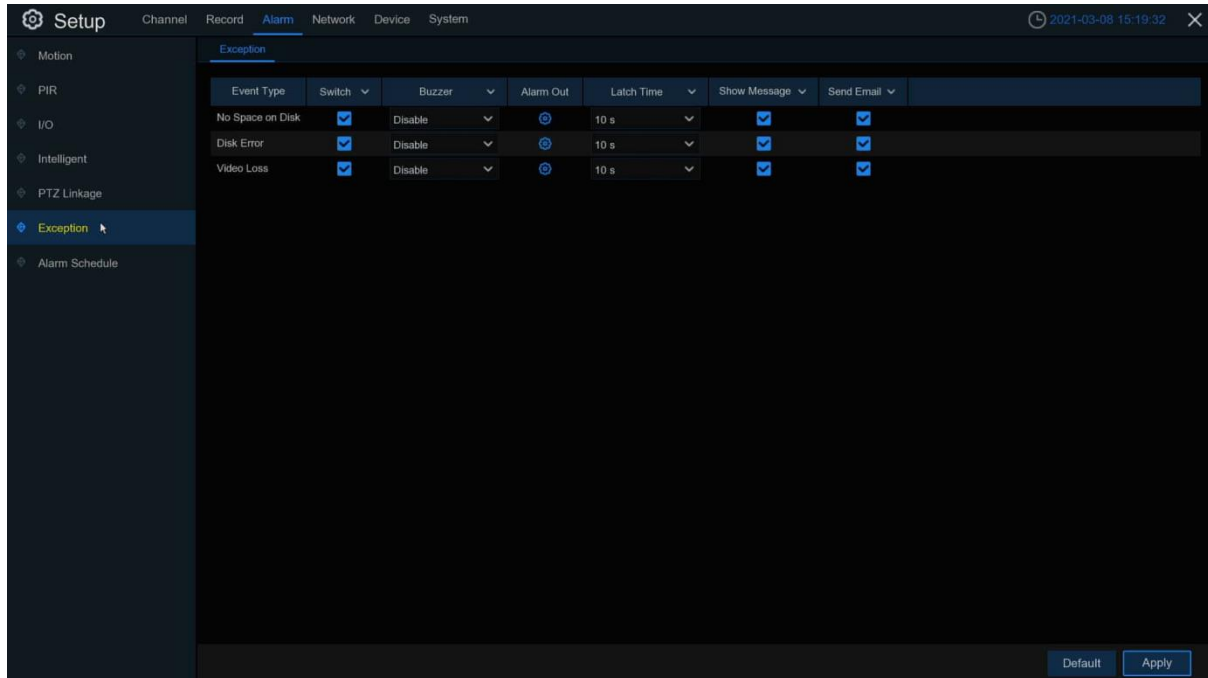 Setup Channel Record Alarm Network Device System 2021-03-08 15:19:32
Motion
PIR
I/O
Intelligent
PTZ Linkage
Exception
Alarm Schedule
Exception
Event Type Switch Buzzer Alarm Out Latch Time Show Message Send Email
No Space on Disk Disable 10 s
Disk Error Disable 10 s
Video Loss Disable 10 s
Default Apply